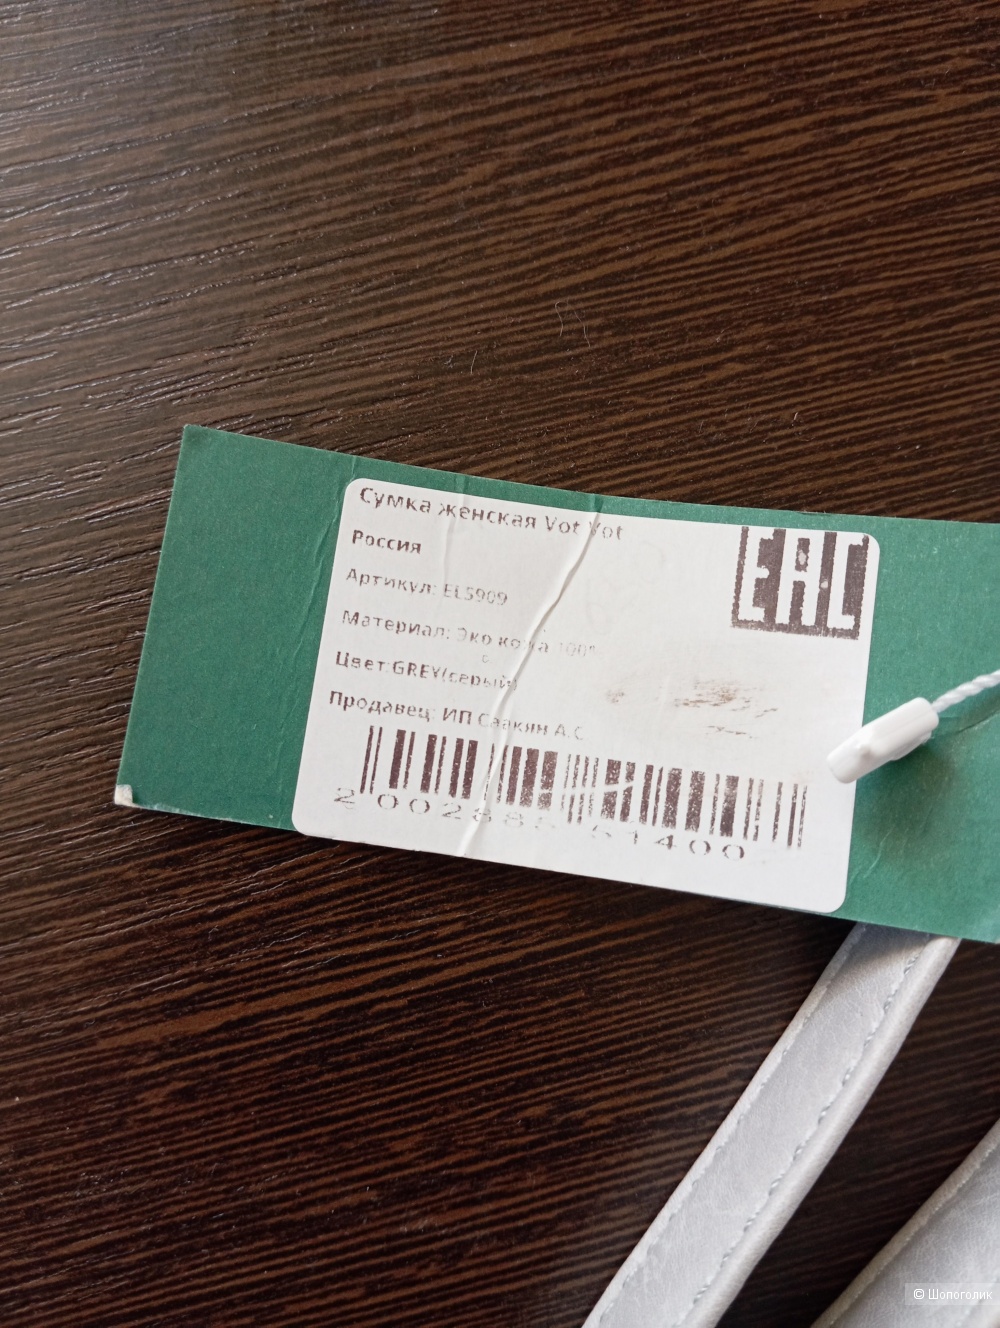 Сумка женская Vot Vot
Россия
EAC
Артикул: EL5909
Материал: Эко кожа 100%
Цвет:GREY(серый)
Продавец: ИП Саакян А.С
51400
© Шопоголик